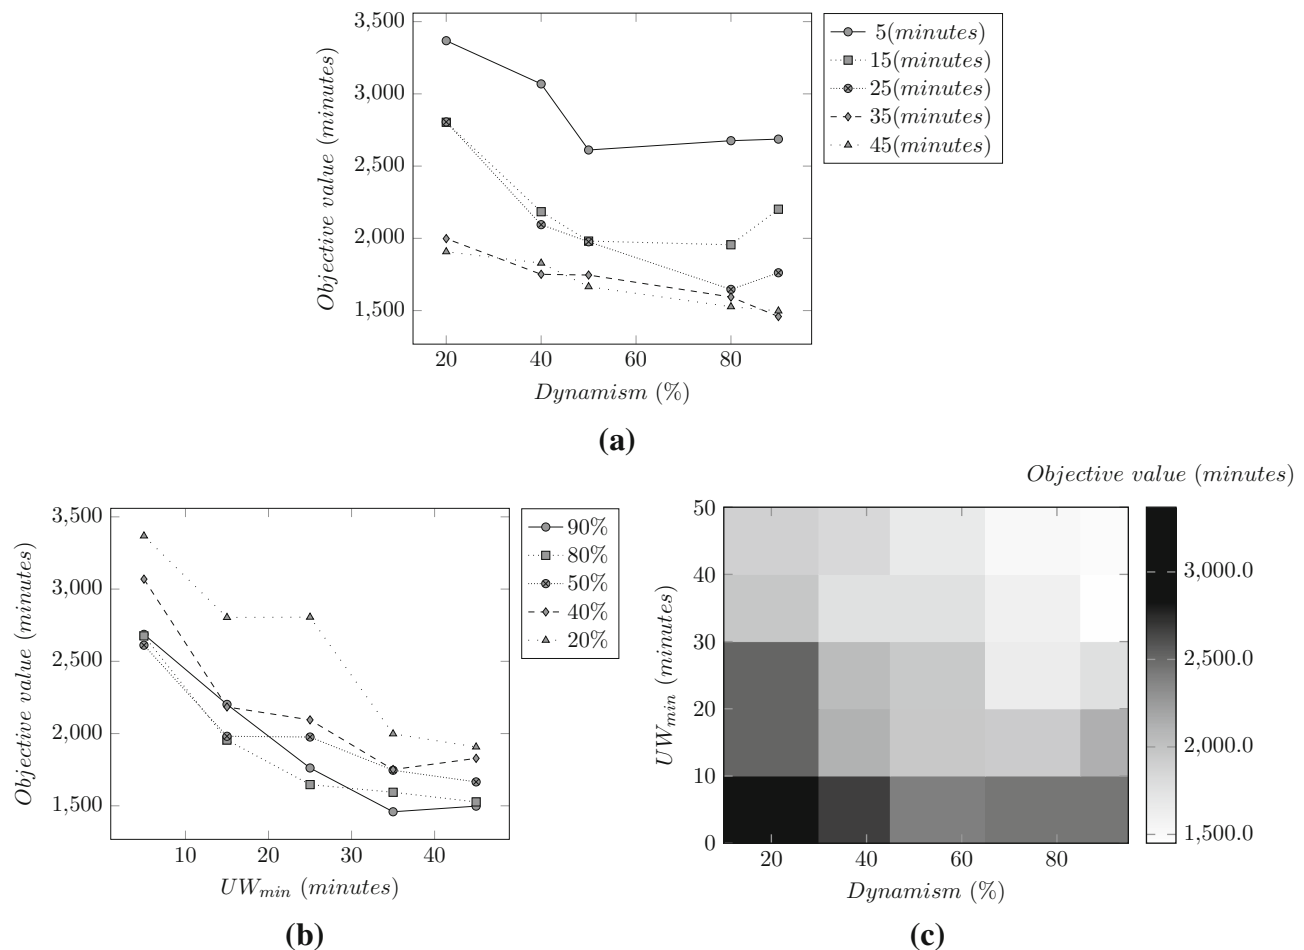 3,500
3,000
2,500
2,000
1,500
Objective value (minutes)
20
40
60
80
Dynamism (%)
5(minutes)
15(minutes)
25(minutes)
35(minutes)
45(minutes)
(a)
3,500
3,000
2,500
2,000
1,500
Objective value (minutes)
10
20
30
40
UWmin (minutes)
90%
80%
50%
40%
20%
(b)
Objective value (minutes)
50
40
30
20
10
0
UWmin (minutes)
20
40
60
80
Dynamism (%)
3,000.0
2,500.0
2,000.0
1,500.0
(c)